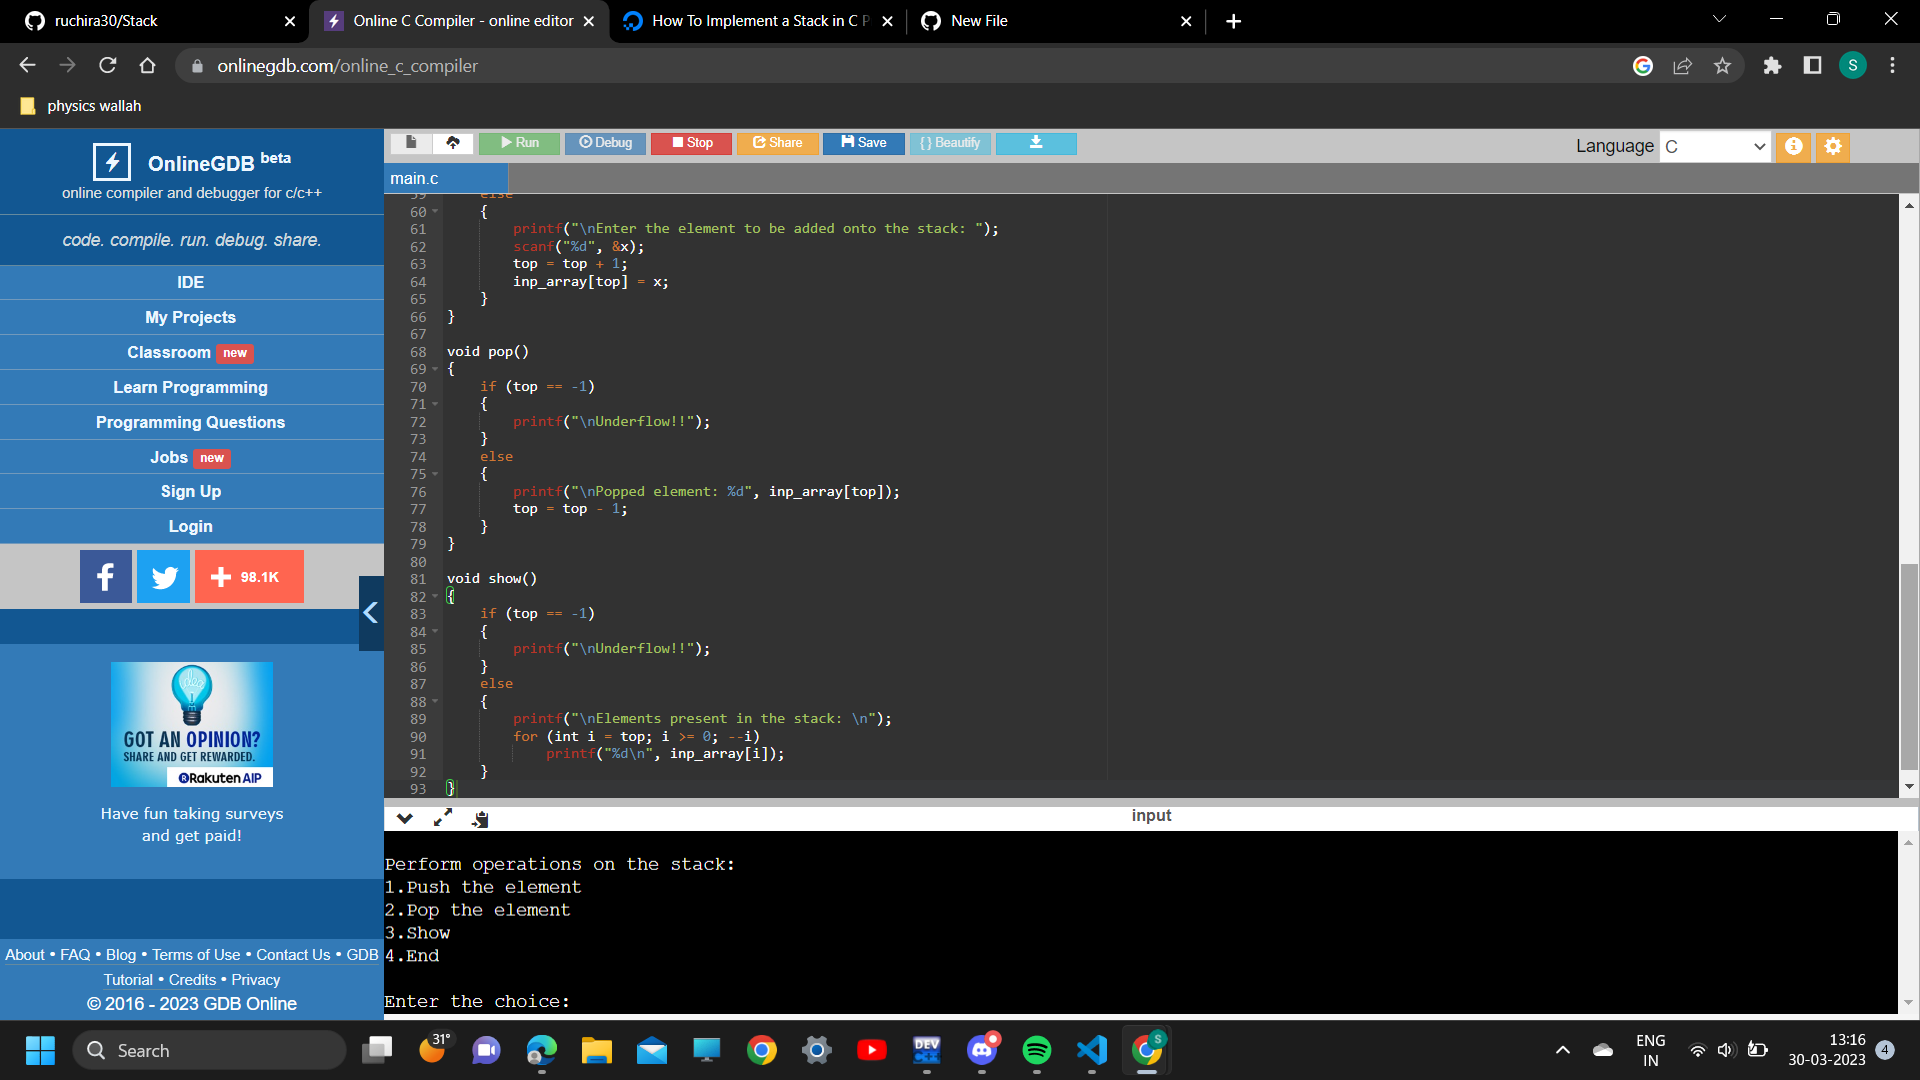 ruchira30/Stack
Online C Compiler - online editor
How To Implement a Stack in C P
New File
onlinegdb.com/online_c_compiler
S
physics wallah
OnlineGDB beta
online compiler and debugger for c/c++
code. compile. run. debug. share.
IDE
My Projects
Classroom new
Learn Programming
Programming Questions
Jobs new
Sign Up
Login
98.1K
GOT AN OPINION?
SHARE AND GET REWARDED.
Rakuten AIP
Have fun taking surveys
and get paid!
About • FAQ • Blog • Terms of Use • Contact Us • GDB
Tutorial • Credits • Privacy
© 2016 - 2023 GDB Online
Run Debug Stop Share Save {} Beautify
Language C
main.c
59 else
60 {
61 printf("\nEnter the element to be added onto the stack: ");
62 scanf("%d", &x);
63 top = top + 1;
64 inp_array[top] = x;
65 }
66 }
67
68 void pop()
69 {
70 if (top == -1)
71 {
72 printf("\nUnderflow!!");
73 }
74 else
75 {
76 printf("\nPopped element: %d", inp_array[top]);
77 top = top - 1;
78 }
79 }
80
81 void show()
82 {
83 if (top == -1)
84 {
85 printf("\nUnderflow!!");
86 }
87 else
88 {
89 printf("\nElements present in the stack: \n");
90 for (int i = top; i >= 0; --i)
91 printf("%d\n", inp_array[i]);
92 }
93 }
input
Perform operations on the stack:
1.Push the element
2.Pop the element
3.Show
4.End
Enter the choice:
Search
31°
DEV
C++
S
ENG
IN
13:16
30-03-2023
4